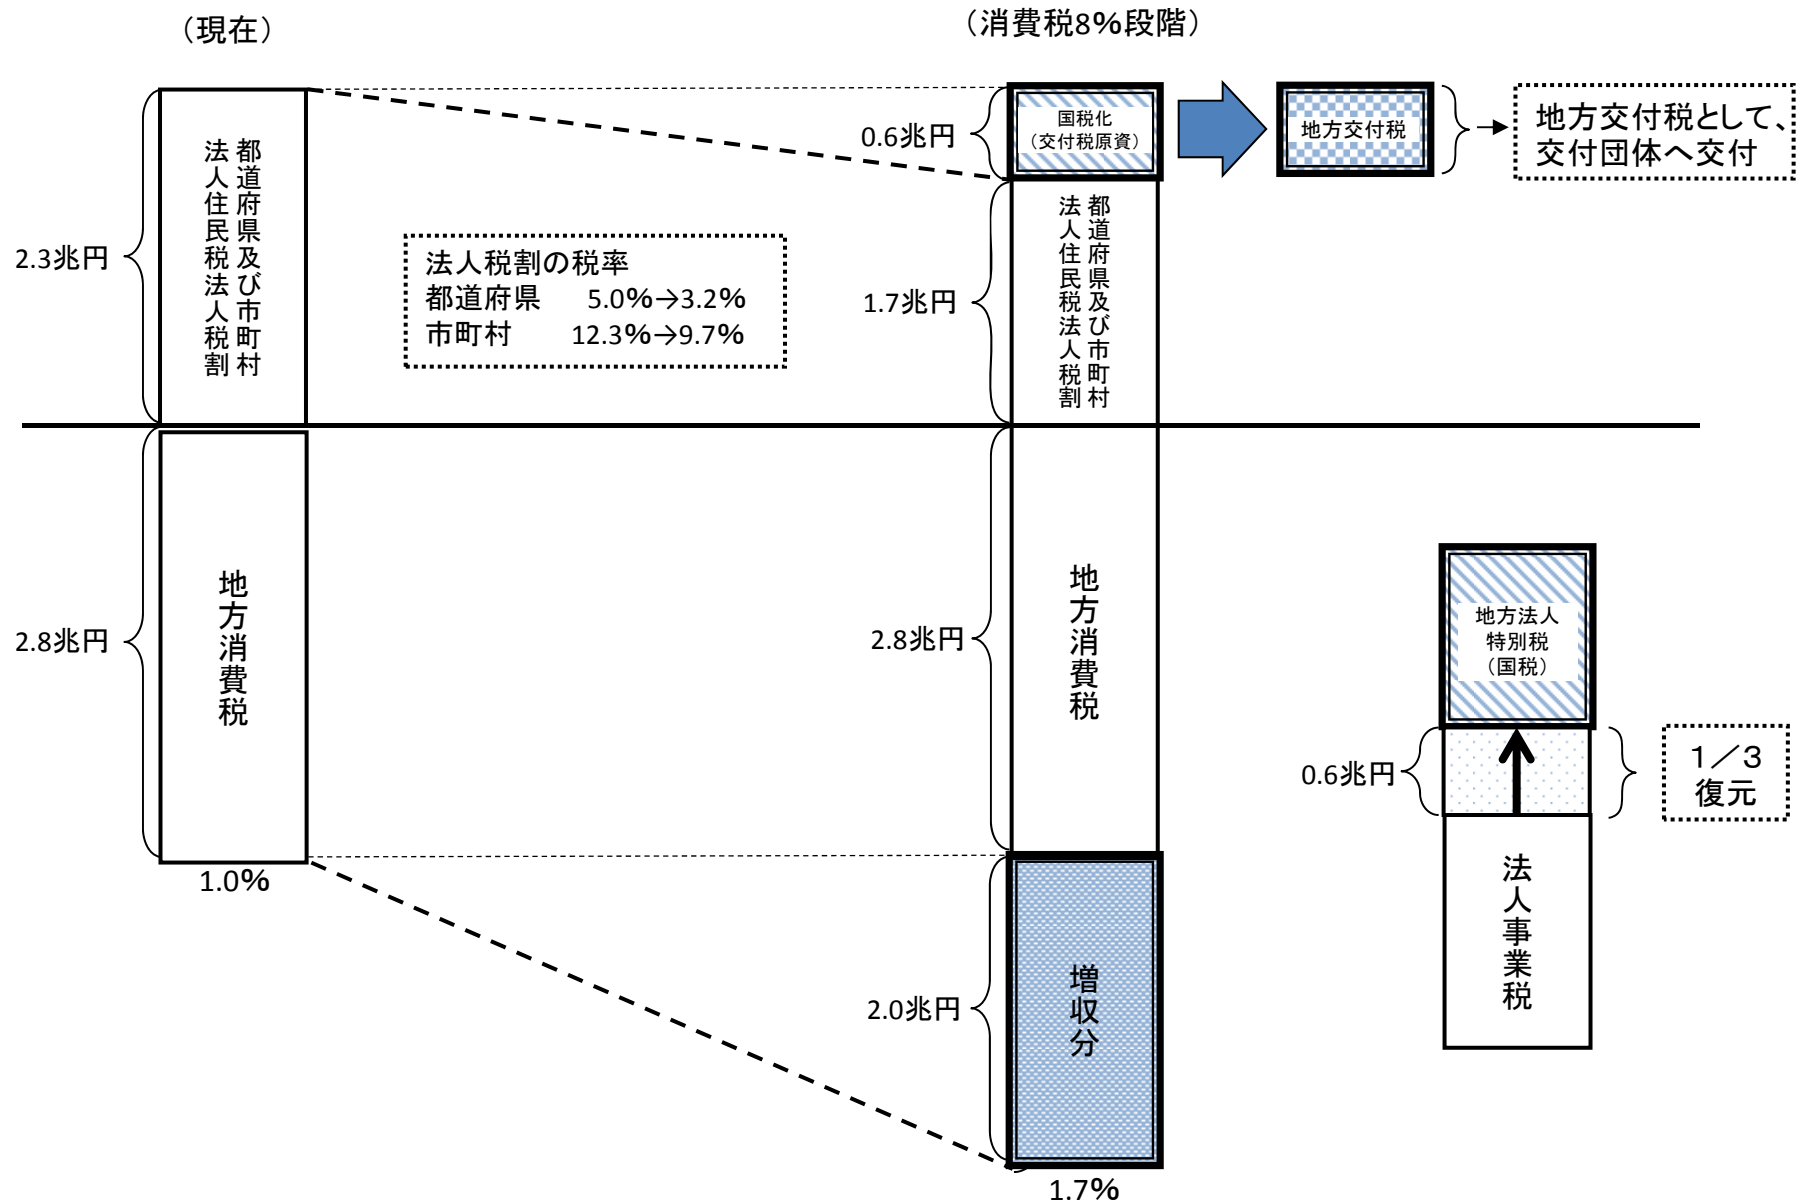 （現在）
（消費税8%段階）
2.3兆円
都道府県及び市町村
法人住民税法人税割
法人税割の税率
都道府県 5.0%→3.2%
市町村 12.3%→9.7%
0.6兆円
国税化
（交付税原資）
地方交付税
地方交付税として、
交付団体へ交付
1.7兆円
都道府県及び市町村
法人住民税法人税割
2.8兆円
地方消費税
1.0%
2.8兆円
地方消費税
2.0兆円
増収分
1.7%
地方法人
特別税
（国税）
0.6兆円
１／３
復元
法人事業税